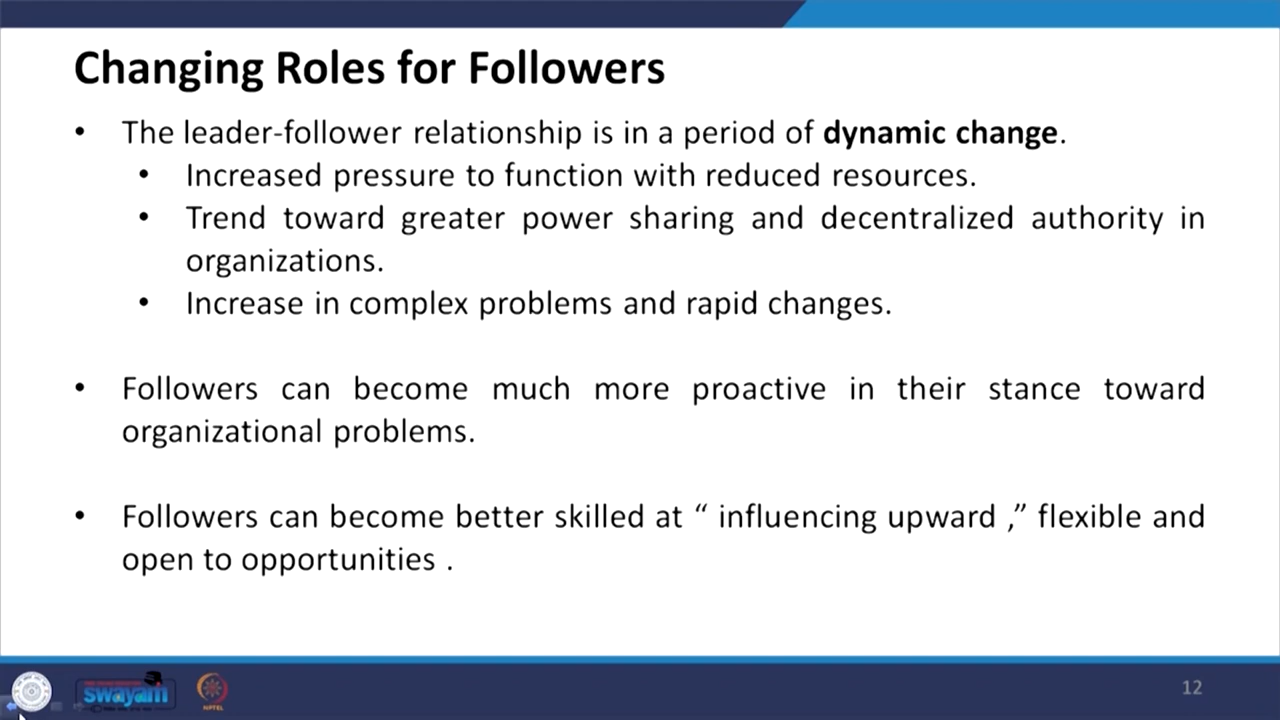 Changing Roles for Followers
• The leader-follower relationship is in a period of dynamic change.
• Increased pressure to function with reduced resources.
• Trend toward greater power sharing and decentralized authority in
organizations.
• Increase in complex problems and rapid changes.
• Followers can become much more proactive in their stance toward
organizational problems.
• Followers can become better skilled at “ influencing upward ,” flexible and
open to opportunities .
swayam
NPTEL
12